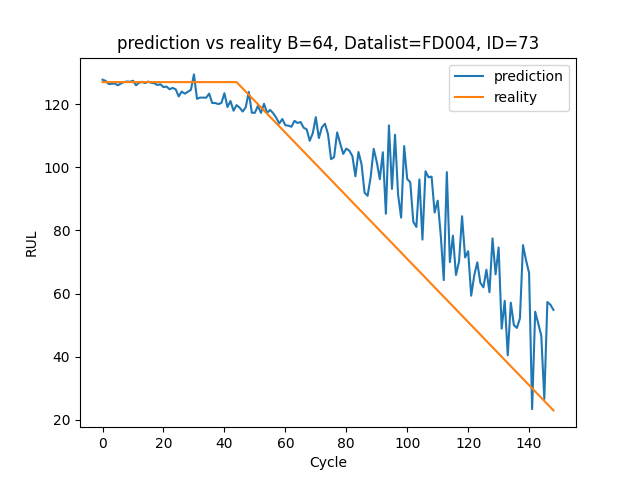 prediction vs reality B=64, Datalist=FD004, ID=73
prediction
reality
RUL
120
100
80
60
40
20
0 20 40 60 80 100 120 140
Cycle